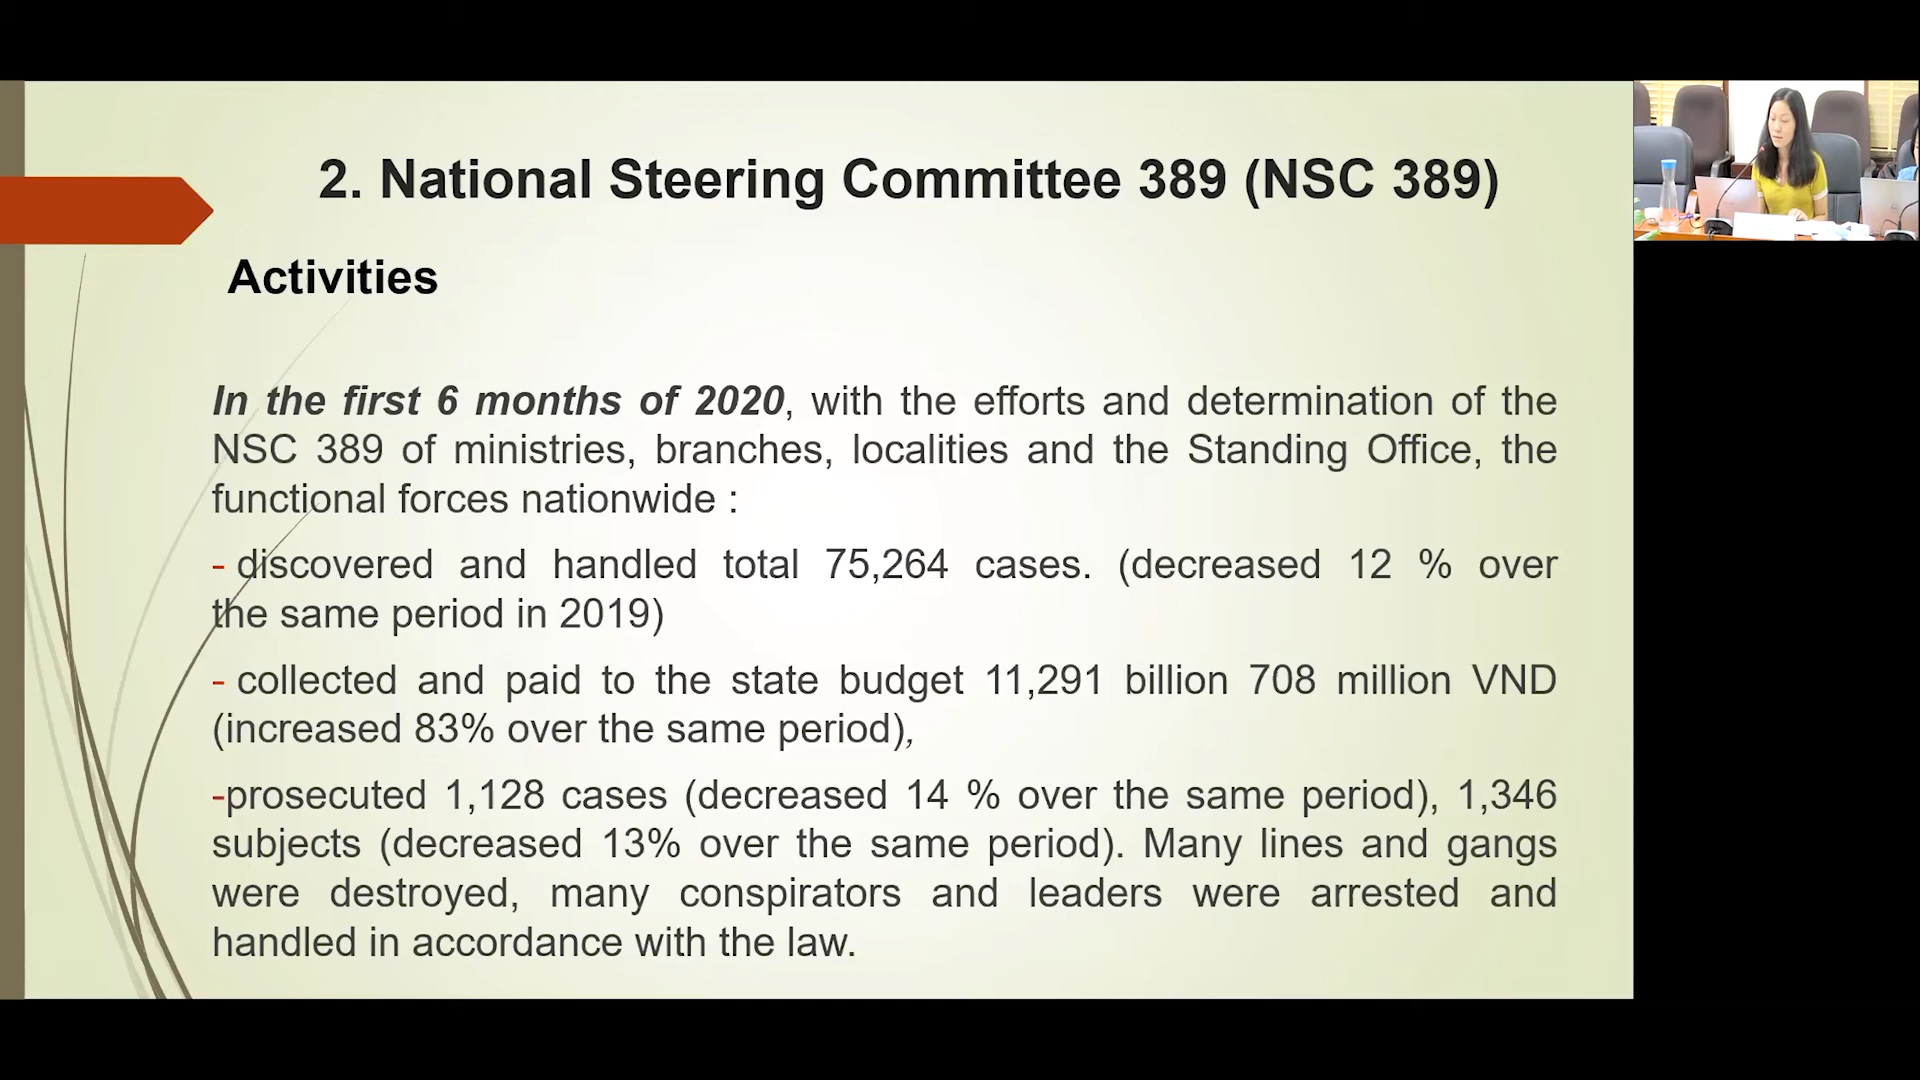 2. National Steering Committee 389 (NSC 389)
Activities
In the first 6 months of 2020, with the efforts and determination of the
NSC 389 of ministries, branches, localities and the Standing Office, the
functional forces nationwide :
- discovered and handled total 75,264 cases. (decreased 12 % over
the same period in 2019)
- collected and paid to the state budget 11,291 billion 708 million VND
(increased 83% over the same period),
-prosecuted 1,128 cases (decreased 14 % over the same period), 1,346
subjects (decreased 13% over the same period). Many lines and gangs
were destroyed, many conspirators and leaders were arrested and
handled in accordance with the law.